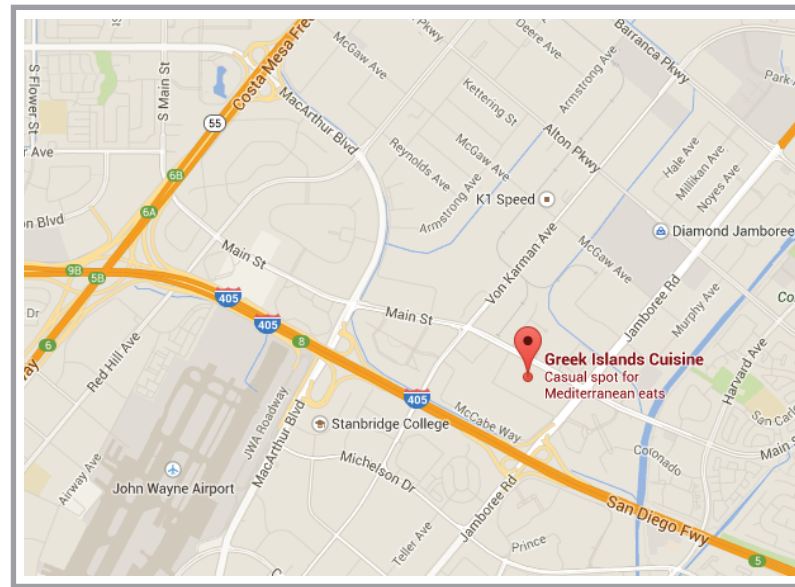 S Flower St
S Main St
Costa Mesa Fre
McGaw Ave
Deere Ave
Barranca Pkwy
Park
MacArthur Blvd
Kettering St
Armstrong Ave
Alton Pkwy
55
r Ave
Reynolds Ave
McGaw Ave
Hale Ave
Millikan Ave
Noyes Ave
6B
K1 Speed
Armstrong Ave
6A
on Blvd
Main St
Von Karman Ave
McGaw Ave
Diamond Jamboree
9B
5B
405
405
Jamboree Rd
Murphy Ave
Co
Dr
Main St
6
8
Red Hill Ave
Greek Islands Cuisine
Casual spot for
Mediterranean eats
Harvard Ave
way
405
JWA Roadway
MacArthur Blvd
Stanbridge College
McCabe Way
San Carl
Main S
Coronado
Airway Ave
John Wayne Airport
Michelson Dr
Jamboree Rd
San Diego Fwy
Teller Ave
Prince
5